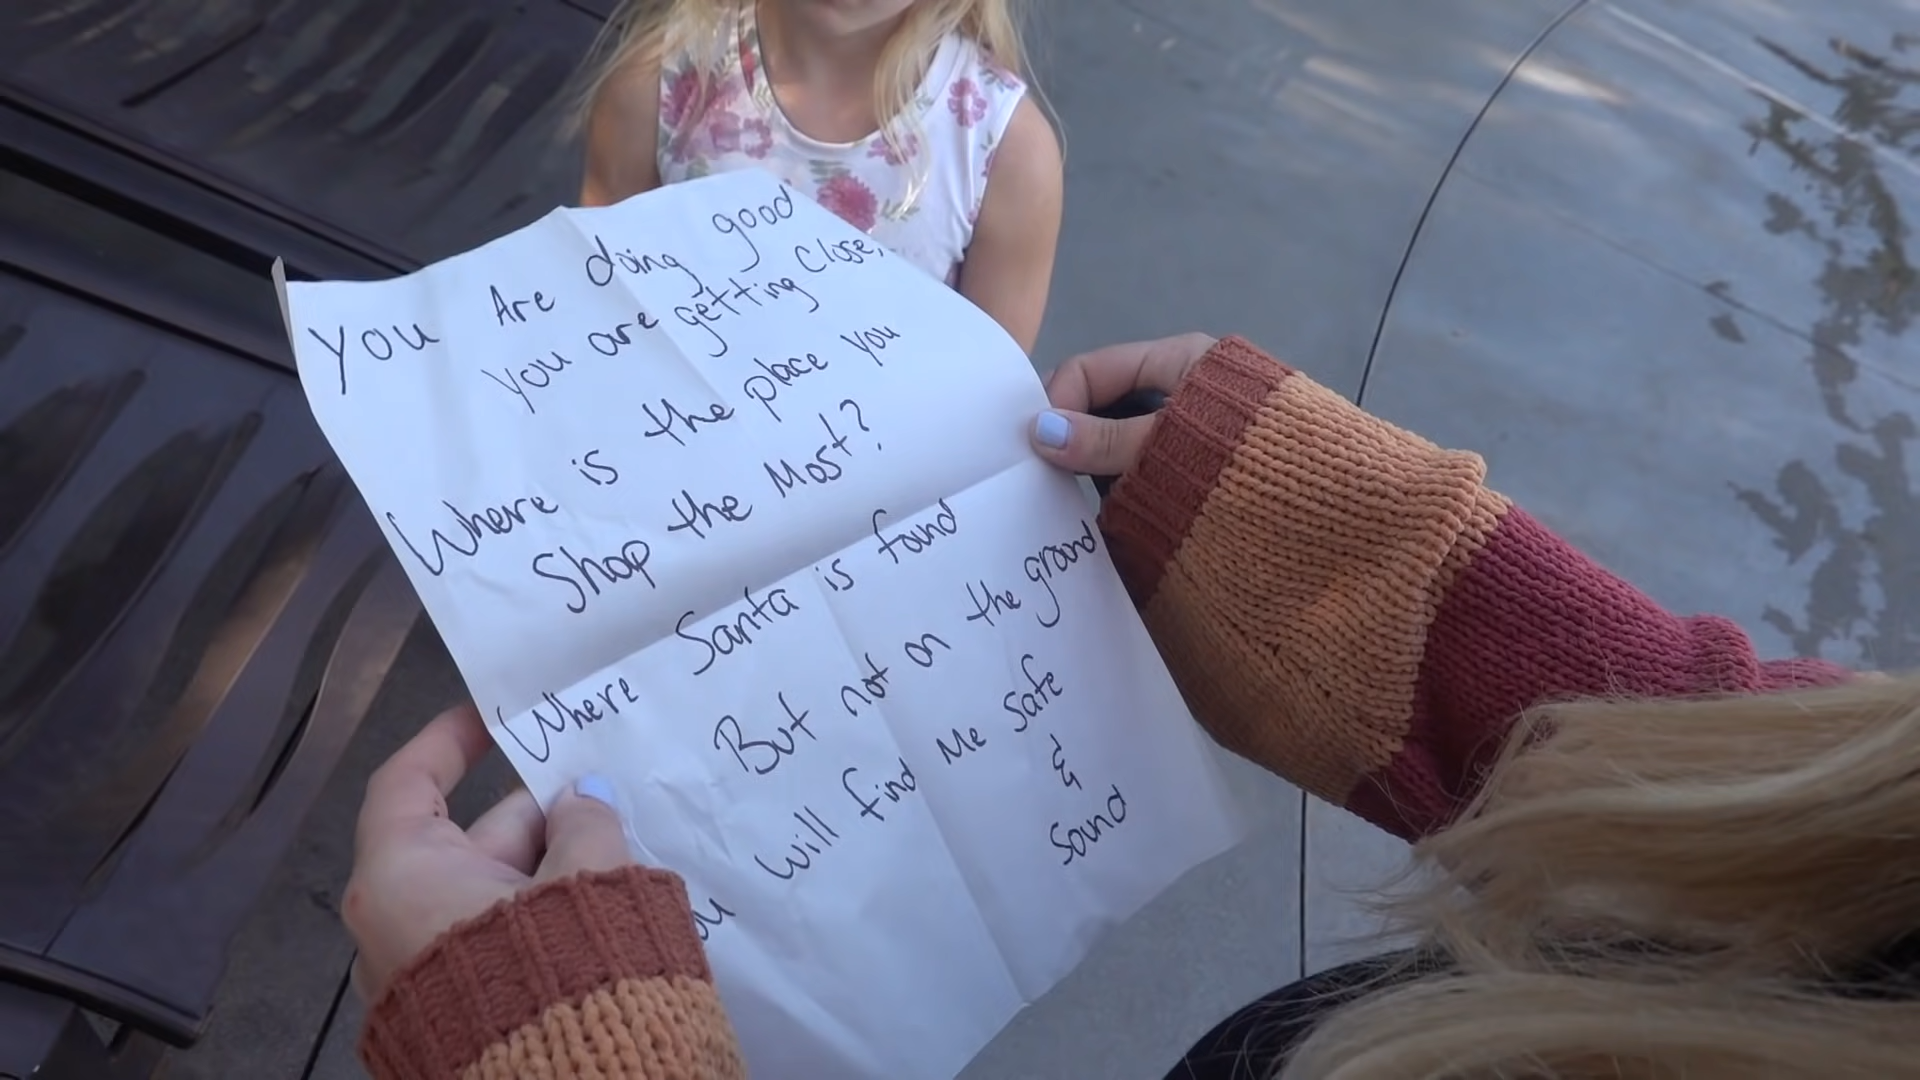 You Are doing good
you are getting close,
Where is the place you
Shop the Most?
Where Santa is found
But not on the ground
will find Me safe
&
Sound